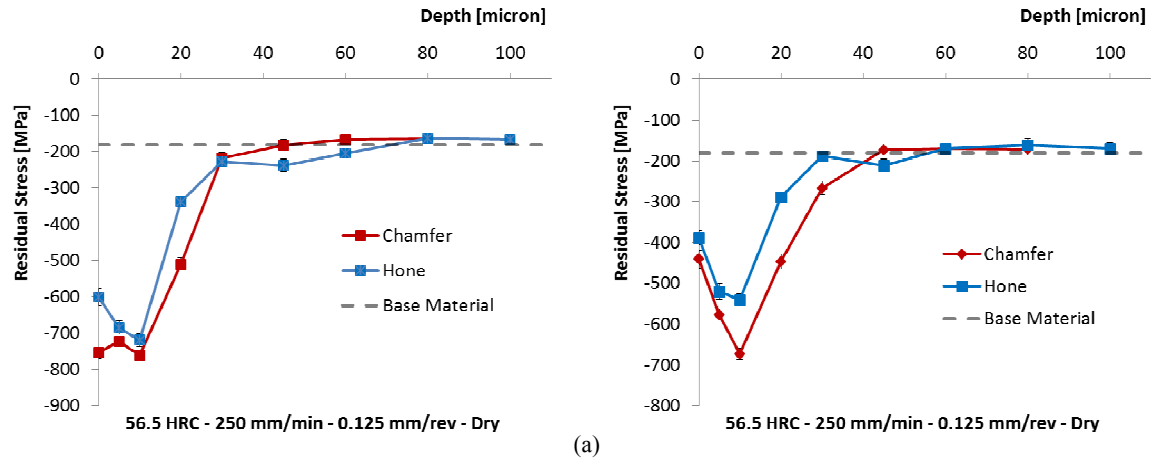 Depth [micron]
0 20 40 60 80 100
0
-100
-200
-300
-400
-500
-600
-700
-800
-900
Residual Stress [MPa]
Chamfer
Hone
Base Material
56.5 HRC - 250 mm/min - 0.125 mm/rev - Dry
Depth [micron]
0 20 40 60 80 100
0
-100
-200
-300
-400
-500
-600
-700
-800
Residual Stress [MPa]
Chamfer
Hone
Base Material
56.5 HRC - 250 mm/min - 0.125 mm/rev - Dry
(a)